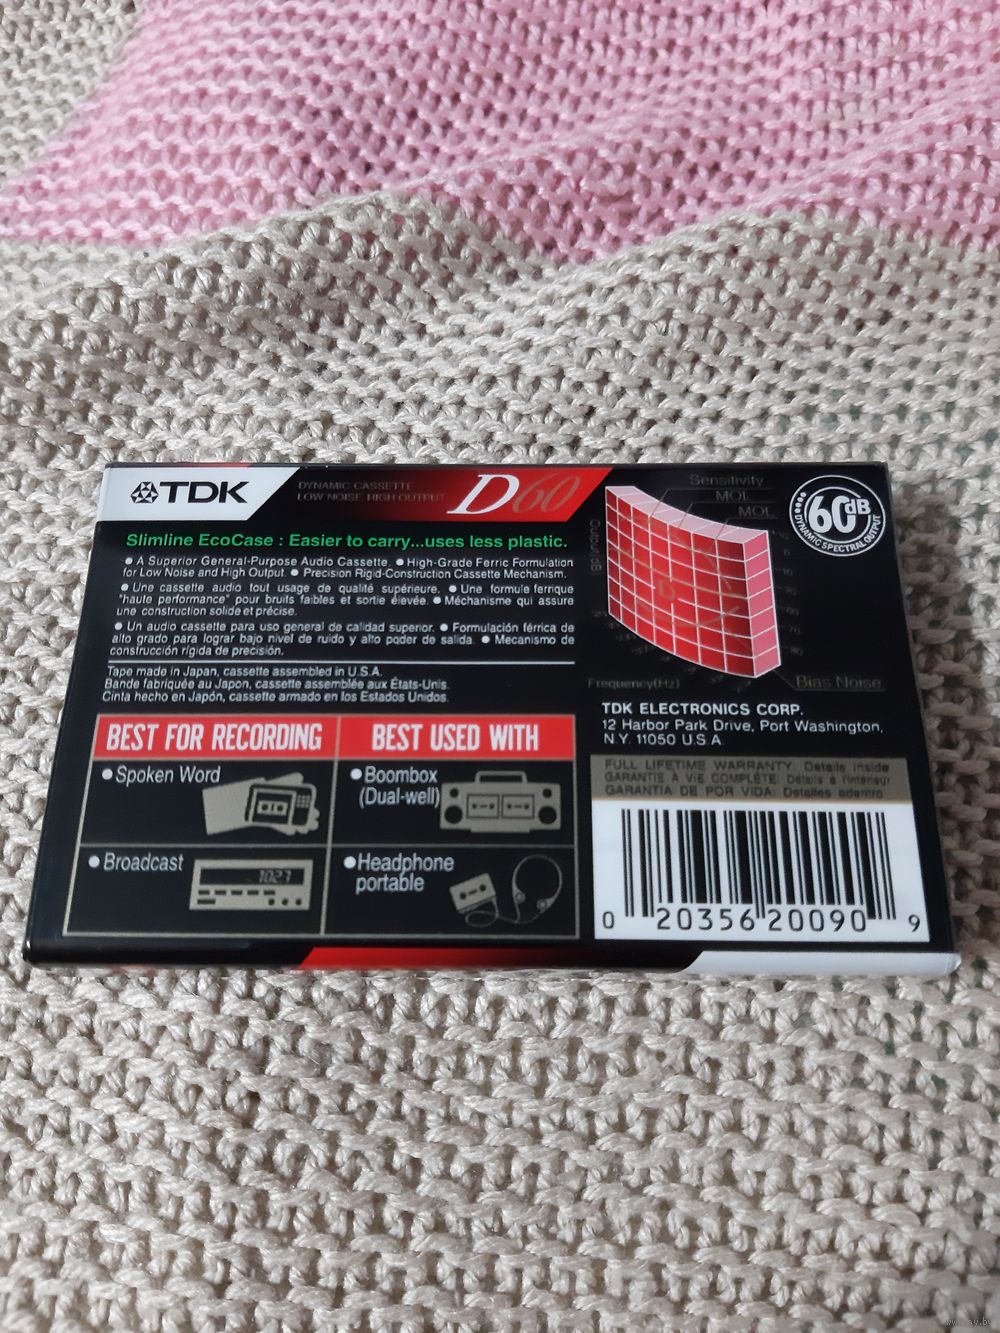 TDK
DYNAMIC CASSETTE
LOW NOISE HIGH OUTPUT
D60
Slimline EcoCase : Easier to carry...uses less plastic.
● A Superior General-Purpose Audio Cassette. ● High-Grade Ferric Formulation
for Low Noise and High Output. ● Precision Rigid-Construction Cassette Mechanism.
● Une cassette audio tout usage de qualité supérieure. ● Une formule ferrique
"haute performance" pour bruits faibles et sortie élevée. ● Méchanisme qui assure
une construction solide et précise.
● Un audio cassette para uso general de calidad superior. ● Formulación férrica de
alto grado para lograr bajo nivel de ruido y alto poder de salida. ● Mecanismo de
construcción rígida de precisión.
Tape made in Japan, cassette assembled in U.S.A.
Bande fabriquée au Japon, cassette assemblée aux États-Unis.
Cinta hecho en Japón, cassette armado en los Estados Unidos.
BEST FOR RECORDING
● Spoken Word
● Broadcast
102.7
BEST USED WITH
● Boombox
(Dual-well)
● Headphone
portable
Sensitivity
MOL
MOL
Output(dB)
Frequency(Hz)
Bias Noise
60dB
DYNAMIC SPECTRAL OUTPUT
TDK ELECTRONICS CORP.
12 Harbor Park Drive, Port Washington,
N.Y. 11050 U.S.A.
FULL LIFETIME WARRANTY: Details inside
GARANTIE À VIE COMPLÈTE: Détails à l'intérieur
GARANTIA DE POR VIDA: Detalles adentro
0 20356 20090 9